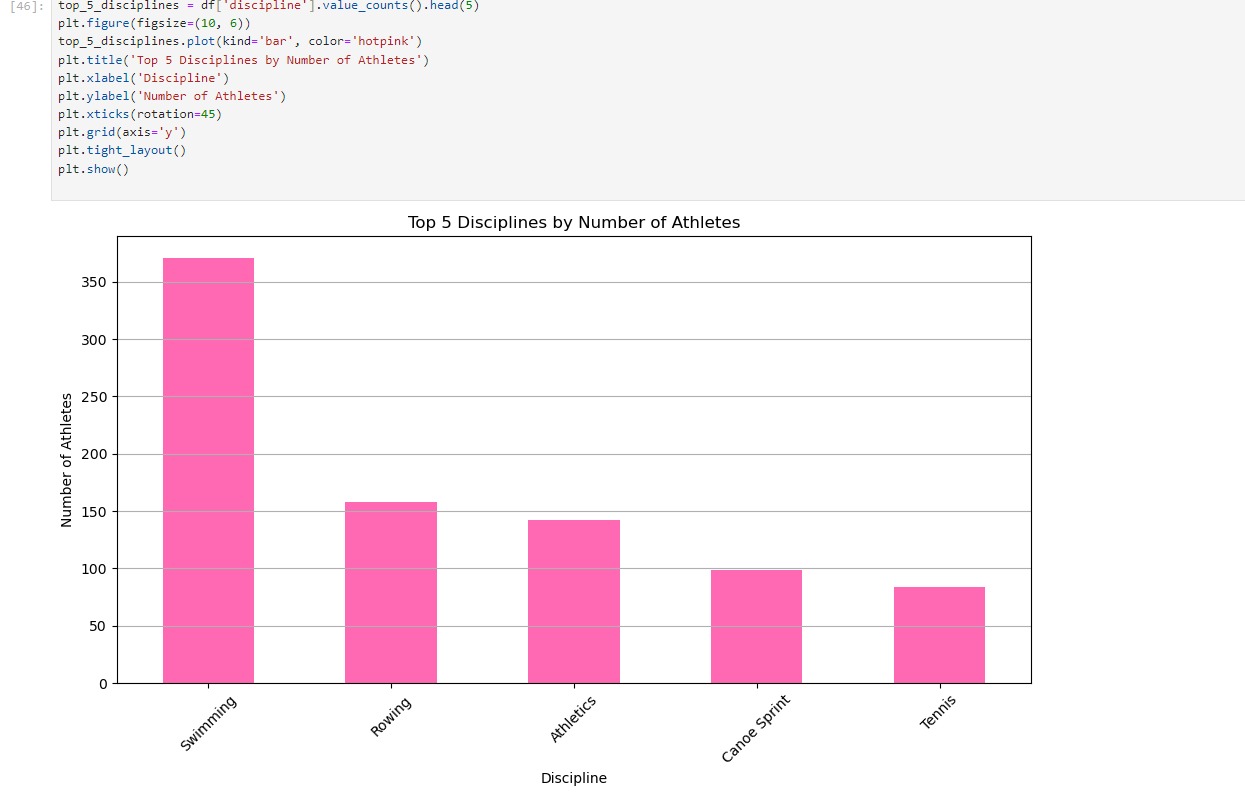 [46]: top_5_disciplines = df['discipline'].value_counts().head(5)
plt.figure(figsize=(10, 6))
top_5_disciplines.plot(kind='bar', color='hotpink')
plt.title('Top 5 Disciplines by Number of Athletes')
plt.xlabel('Discipline')
plt.ylabel('Number of Athletes')
plt.xticks(rotation=45)
plt.grid(axis='y')
plt.tight_layout()
plt.show()
Top 5 Disciplines by Number of Athletes
Number of Athletes
350
300
250
200
150
100
50
0
Swimming
Rowing
Athletics
Canoe Sprint
Tennis
Discipline